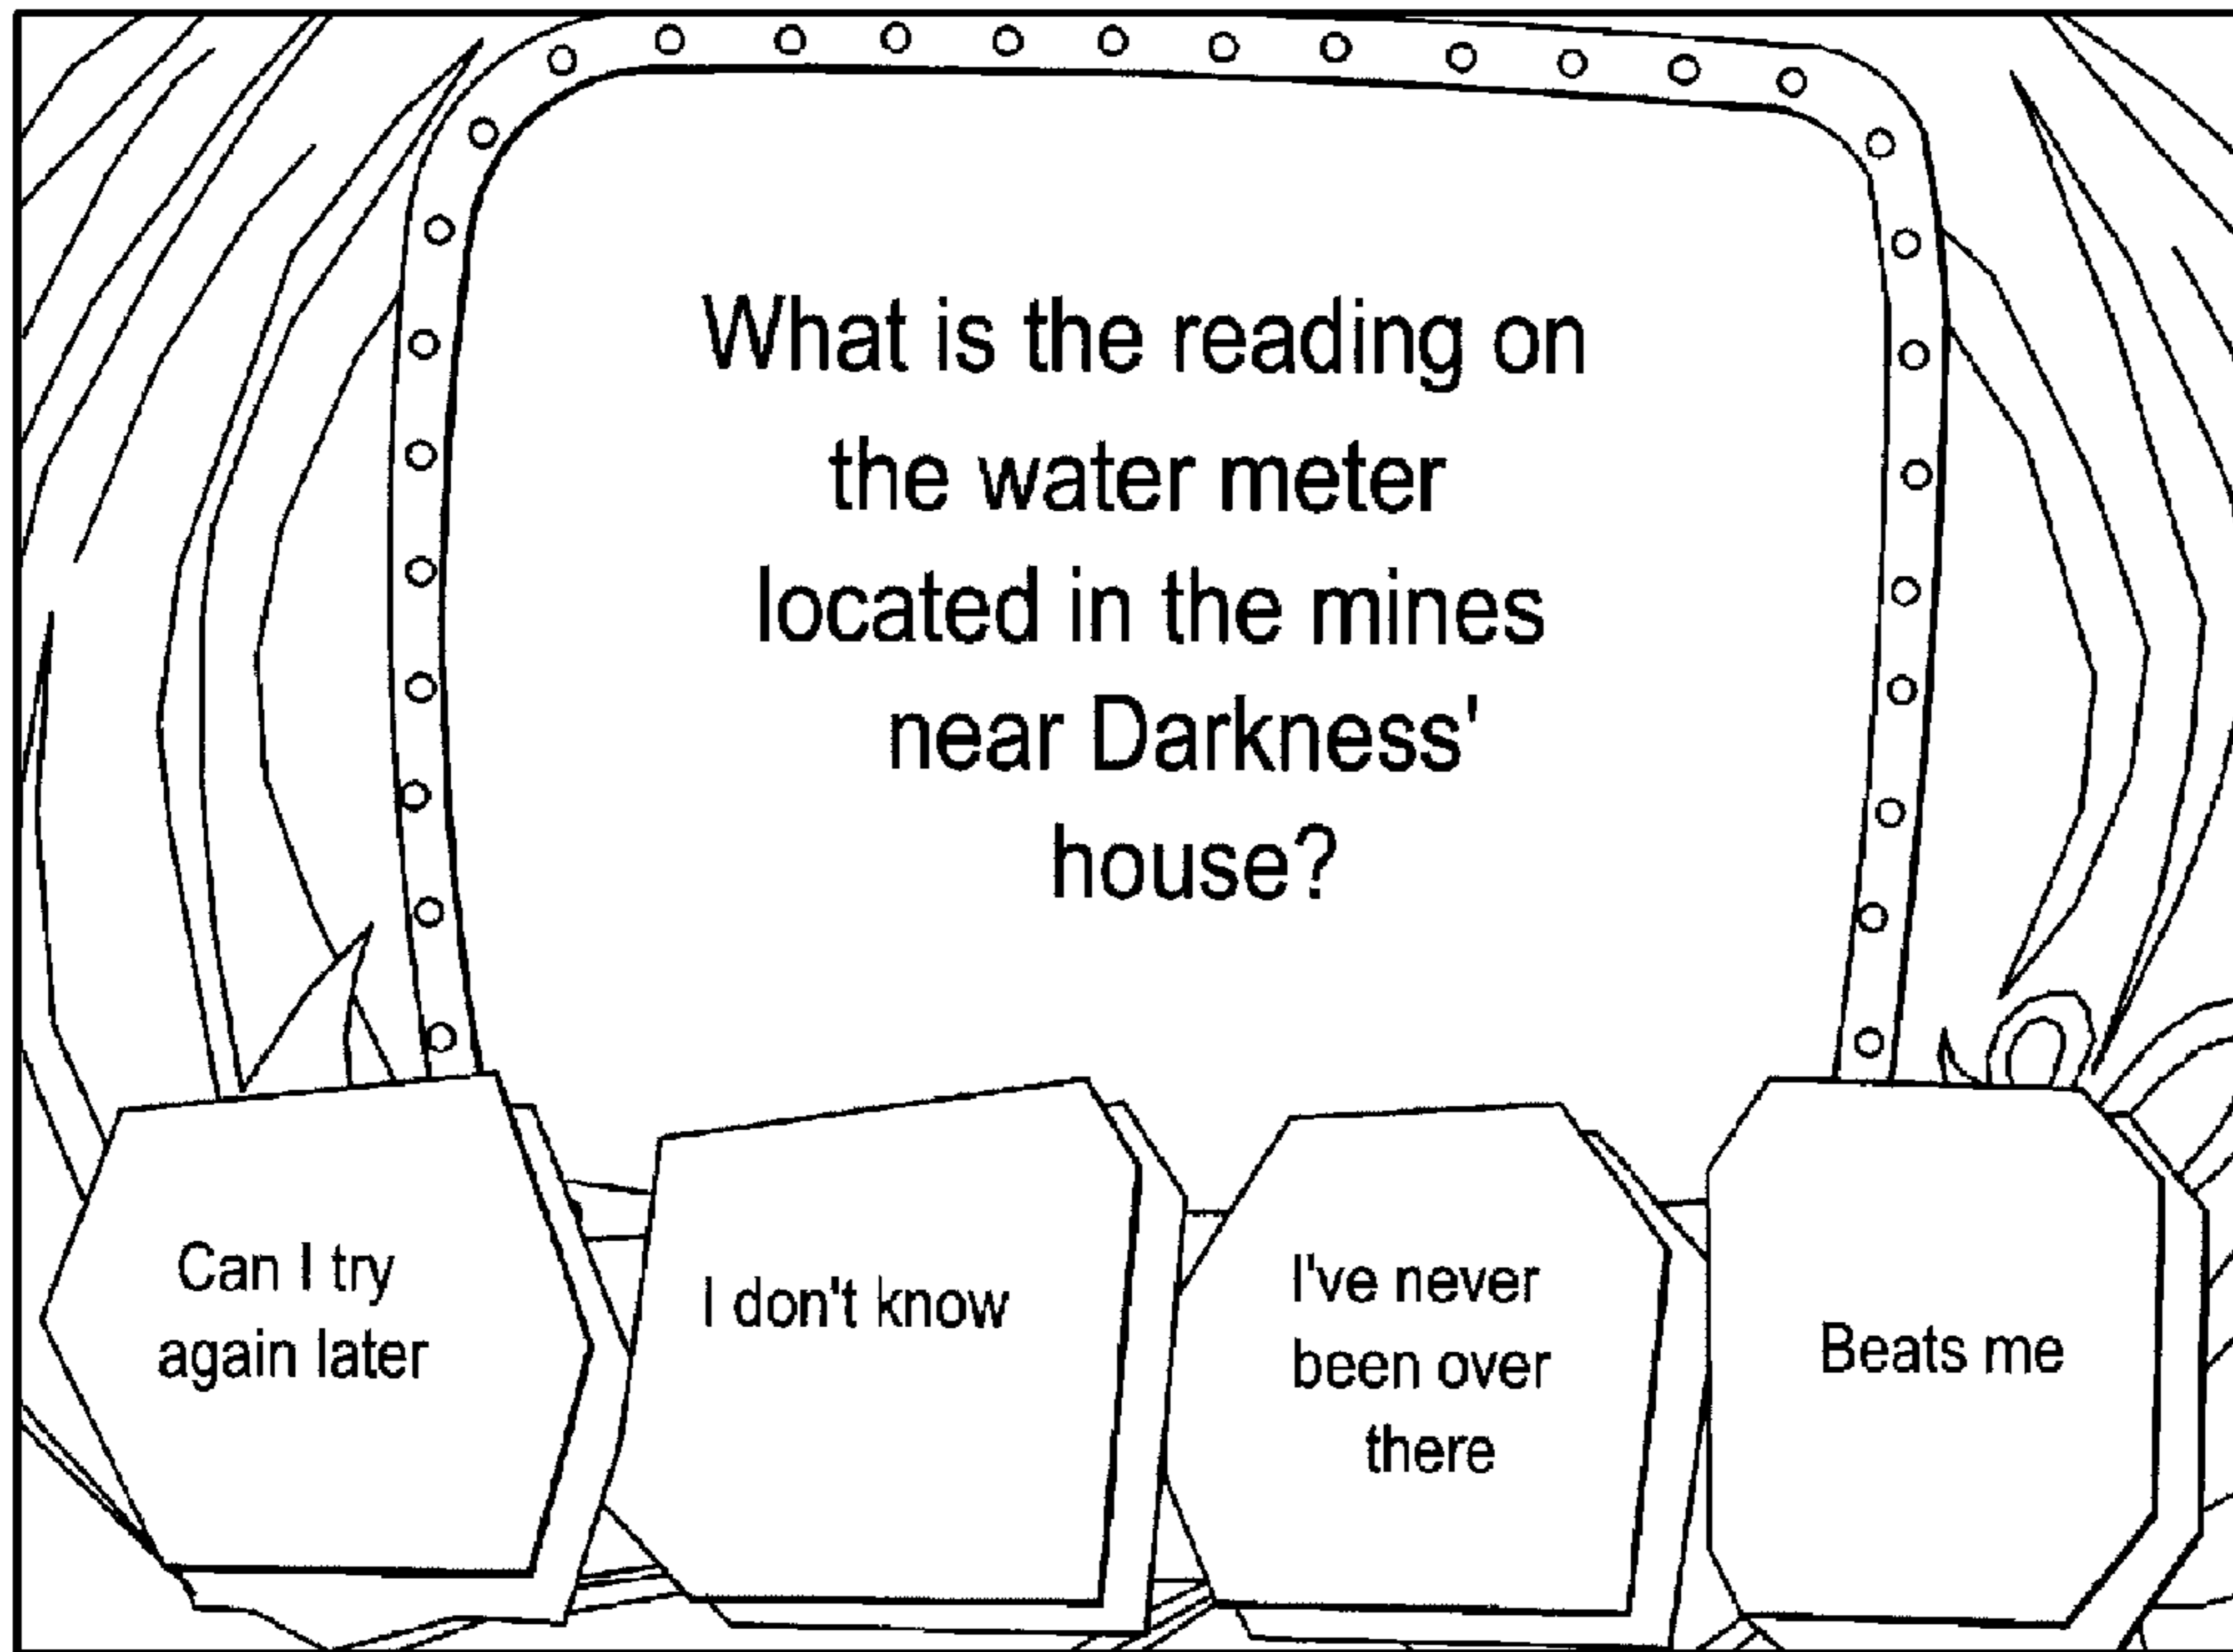 What is the reading on
the water meter
located in the mines
near Darkness'
house?
Can I try
again later
I don't know
I've never
been over
there
Beats me